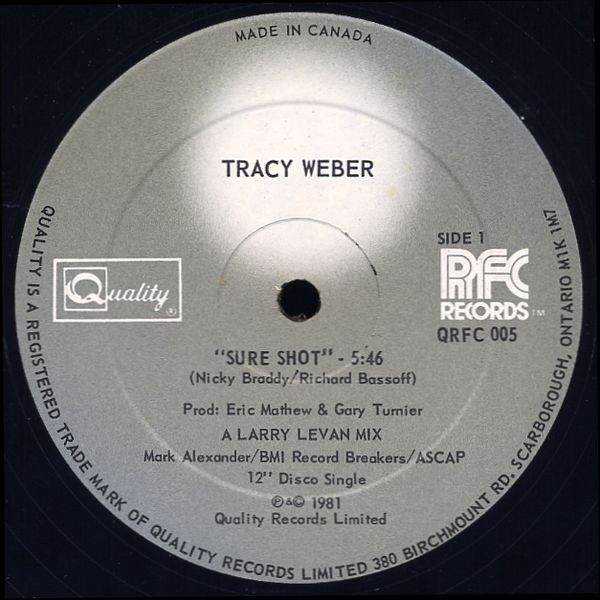 MADE IN CANADA
TRACY WEBER
SIDE 1
RFC
RECORDS™
QRFC 005
Quality®
"SURE SHOT" - 5:46
(Nicky Braddy/Richard Bassoff)
Prod: Eric Mathew & Gary Turnier
A LARRY LEVAN MIX
Mark Alexander/BMI Record Breakers/ASCAP
12" Disco Single
℗&© 1981
Quality Records Limited
QUALITY IS A REGISTERED TRADE MARK OF QUALITY RECORDS LIMITED 380 BIRCHMOUNT RD. SCARBOROUGH, ONTARIO M1K 1M7